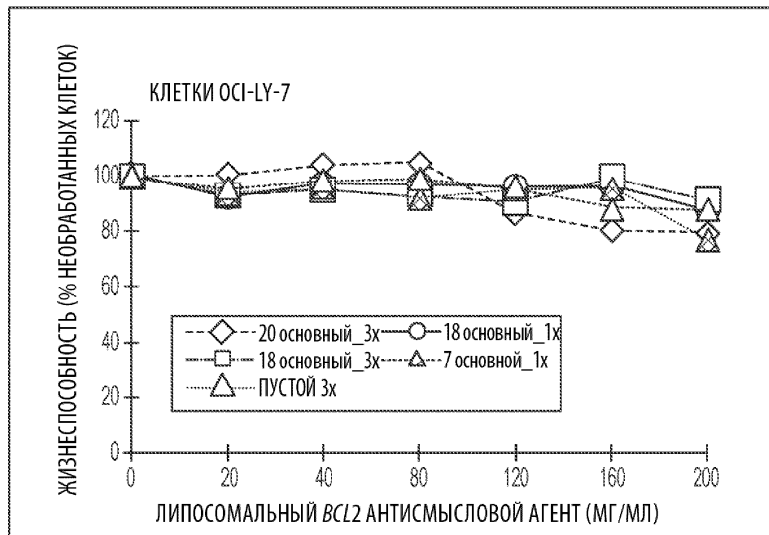 КЛЕТКИ OCI-LY-7
ЖИЗНЕСПОСОБНОСТЬ (% НЕОБРАБОТАННЫХ КЛЕТОК)
120
100
80
60
40
20
0
20 основный_3x
18 основный_1x
18 основный_3x
7 основной_1x
ПУСТОЙ 3x
0 20 40 80 120 160 200
ЛИПОСОМАЛЬНЫЙ BCL2 АНТИСМЫСЛОВОЙ АГЕНТ (МГ/МЛ)